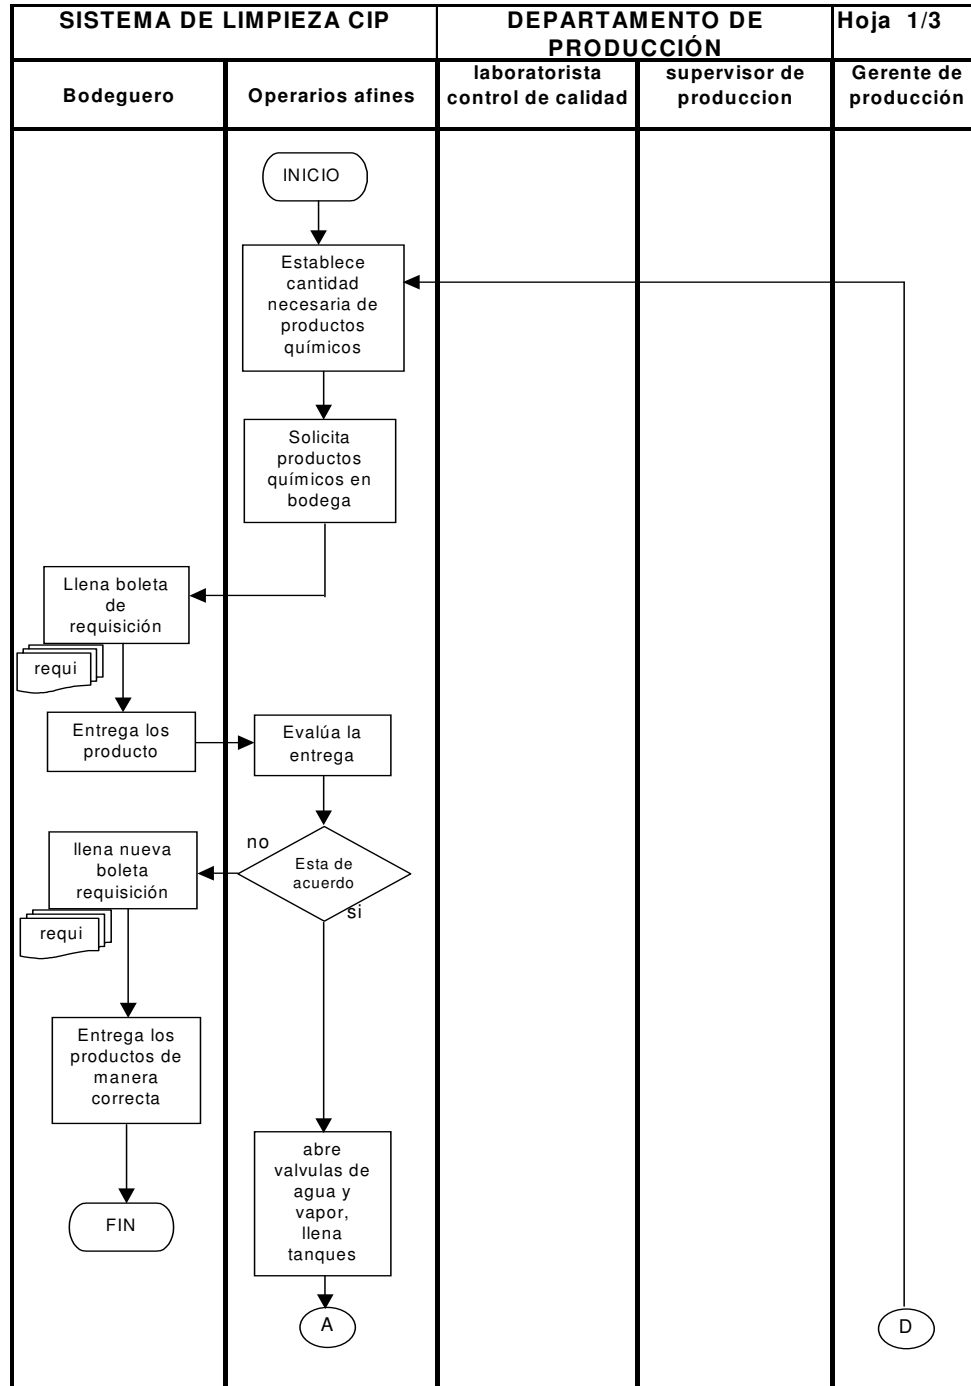 SISTEMA DE LIMPIEZA CIP
DEPARTAMENTO DE
PRODUCCIÓN
Hoja 1/3
Bodeguero
Operarios afines
laboratorista
control de calidad
supervisor de
produccion
Gerente de
producción
INICIO
Establece
cantidad
necesaria de
productos
químicos
Solicita
productos
químicos en
bodega
Llena boleta
de
requisición
requi
Entrega los
producto
Evalúa la
entrega
no
Esta de
acuerdo
si
llena nueva
boleta
requisición
requi
Entrega los
productos de
manera
correcta
FIN
abre
valvulas de
agua y
vapor,
llena
tanques
A
D